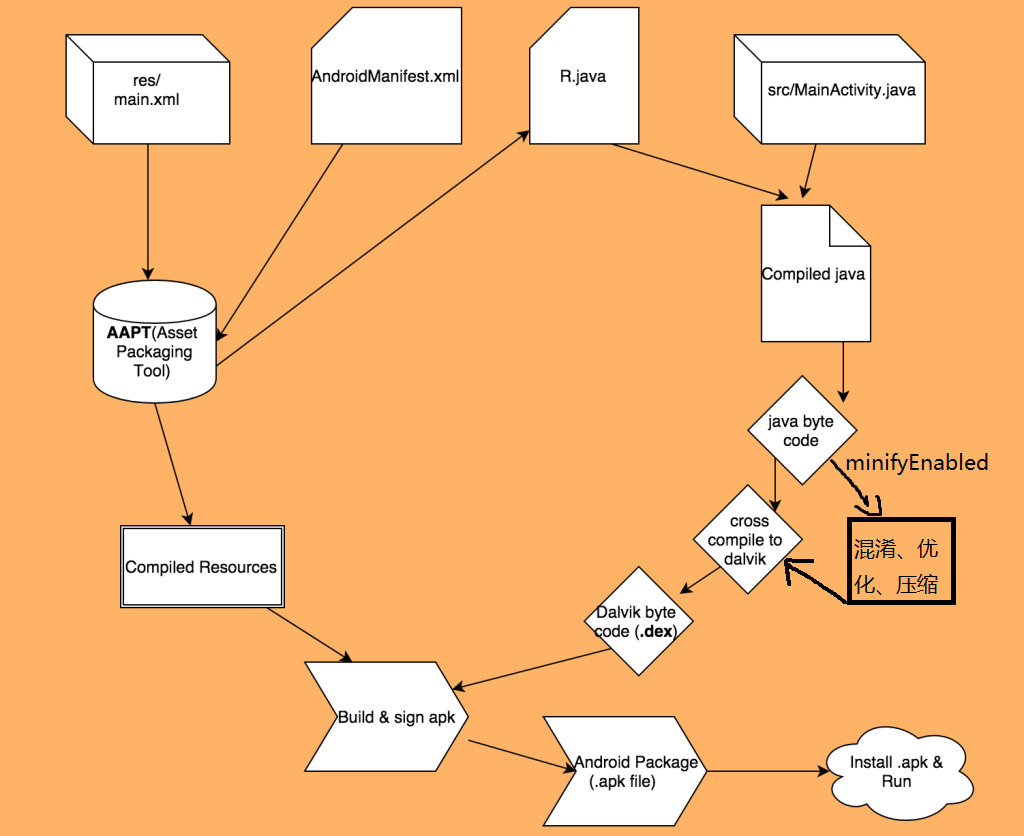 res/
main.xml
AndroidManifest.xml
R.java
src/MainActivity.java
Compiled java
AAPT(Asset
Packaging
Tool)
java byte
code
minifyEnabled
cross
compile to
dalvik
混淆、优
化、压缩
Compiled Resources
Dalvik byte
code (.dex)
Build & sign apk
Android Package
(.apk file)
Install .apk &
Run